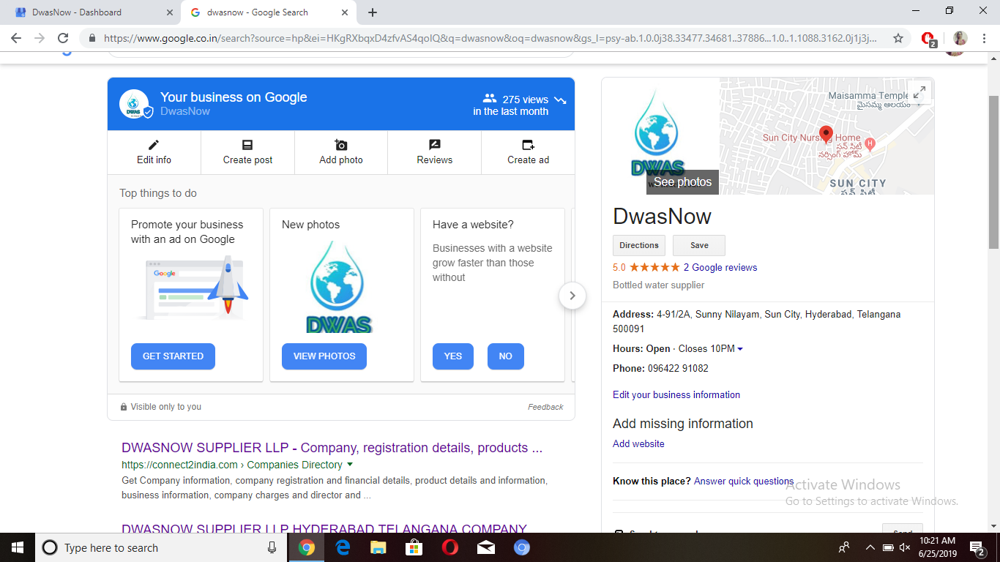 DwasNow - Dashboard
dwasnow - Google Search
https://www.google.co.in/search?source=hp&ei=HKgRXbqxD4zfvAS4qoIQ&q=dwasnow&oq=dwasnow&gs_l=psy-ab.1.0.0j38.33477.34681..37886...1.0..1.1088.3162.0j1j3j...
2
DWAS
Your business on Google
DwasNow
275 views
in the last month
Edit info
Create post
Add photo
Reviews
Create ad
Top things to do
Promote your business
with an ad on Google
Google
GET STARTED
New photos
DWAS
VIEW PHOTOS
Have a website?
Businesses with a website
grow faster than those
without
YES
NO
Visible only to you
Feedback
DWASNOW SUPPLIER LLP - Company, registration details, products ...
https://connect2india.com › Companies Directory
Get Company information, company registration and financial details, product details and information,
business information, company charges and director and ...
DWASNOW SUPPLIER LLP HYDERABAD TELANGANA COMPANY
DWAS
See photos
Maisamma Temple
మైసమ్మ ఆలయం
Sun City Nursing Home
సన్ సిటీ
నర్సింగ్ హోమ్
H
SUN CITY
సన్ సిటీ
DwasNow
Directions
Save
5.0 ★★★★★ 2 Google reviews
Bottled water supplier
Address: 4-91/2A, Sunny Nilayam, Sun City, Hyderabad, Telangana
500091
Hours: Open · Closes 10PM
Phone: 096422 91082
Edit your business information
Add missing information
Add website
Know this place? Answer quick questions
Activate Windows
Go to Settings to activate Windows.
Send
Type here to search
10:21 AM
6/25/2019
2